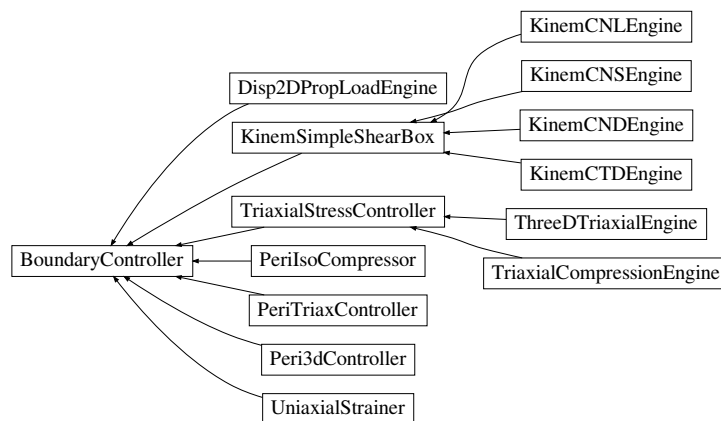 KinemCNLEngine
KinemCNSEngine
Disp2DPropLoadEngine
KinemCNDEngine
KinemSimpleShearBox
KinemCTDEngine
TriaxialStressController
ThreeDTriaxialEngine
BoundaryController
PeriIsoCompressor
TriaxialCompressionEngine
PeriTriaxController
Peri3dController
UniaxialStrainer